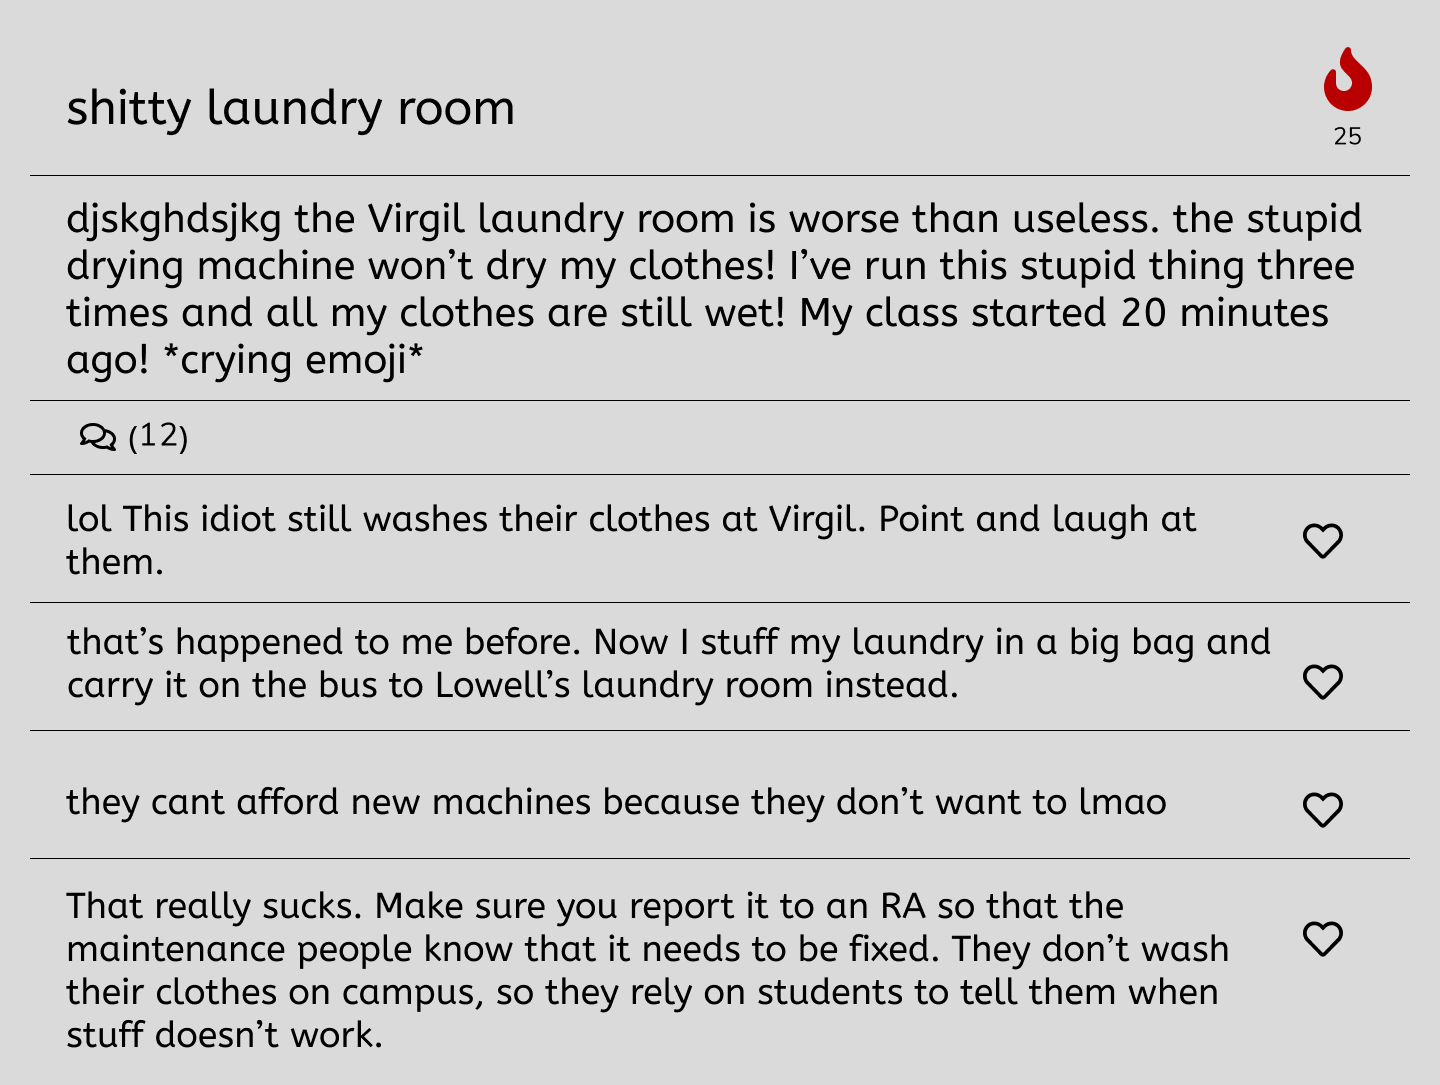 shitty laundry room
25
djskghdsjkg the Virgil laundry room is worse than useless. the stupid
drying machine won’t dry my clothes! I’ve run this stupid thing three
times and all my clothes are still wet! My class started 20 minutes
ago! *crying emoji*
(12)
lol This idiot still washes their clothes at Virgil. Point and laugh at
them.
that’s happened to me before. Now I stuff my laundry in a big bag and
carry it on the bus to Lowell’s laundry room instead.
they cant afford new machines because they don’t want to lmao
That really sucks. Make sure you report it to an RA so that the
maintenance people know that it needs to be fixed. They don’t wash
their clothes on campus, so they rely on students to tell them when
stuff doesn’t work.